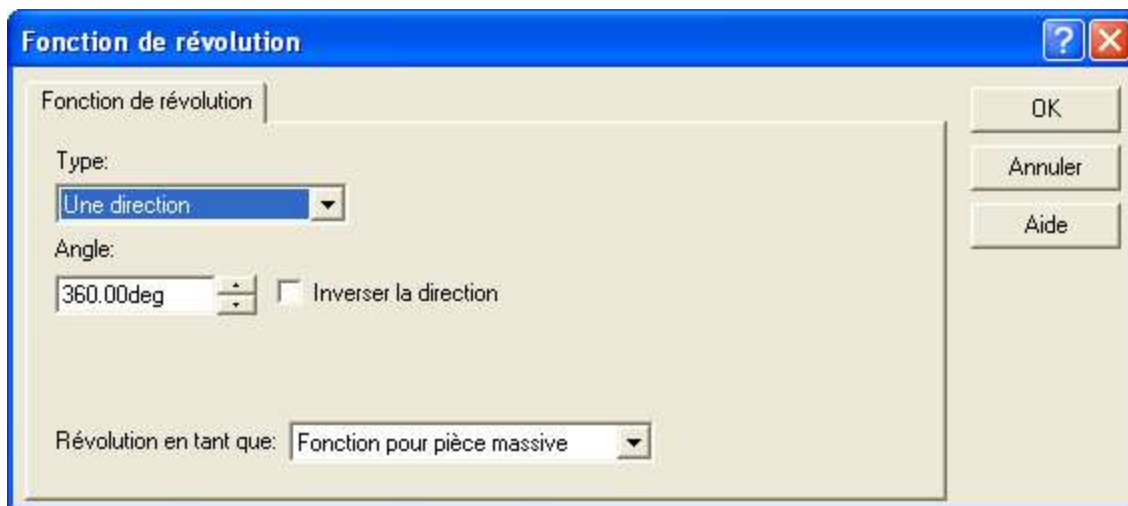 Fonction de révolution
Fonction de révolution
OK
Type:
Annuler
Une direction
Aide
Angle:
360.00deg
Inverser la direction
Révolution en tant que: Fonction pour pièce massive